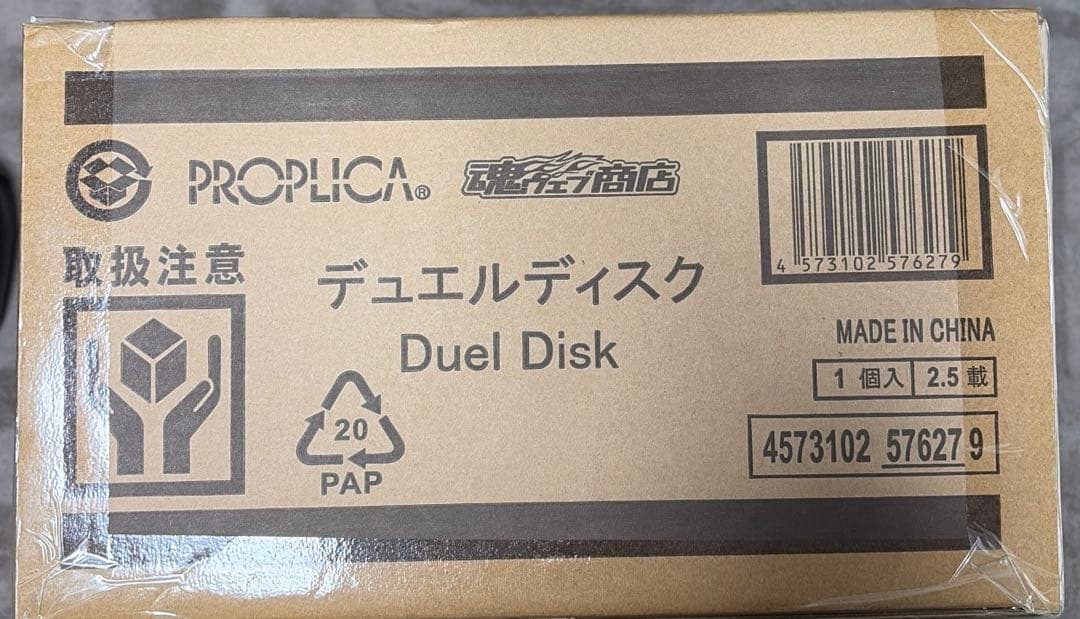 PROPLICA®
魂ウェブ商店
4 573102 576279
取扱注意
デュエルディスク
Duel Disk
MADE IN CHINA
1 個入 2.5 載
20
PAP
4573102 57627 9